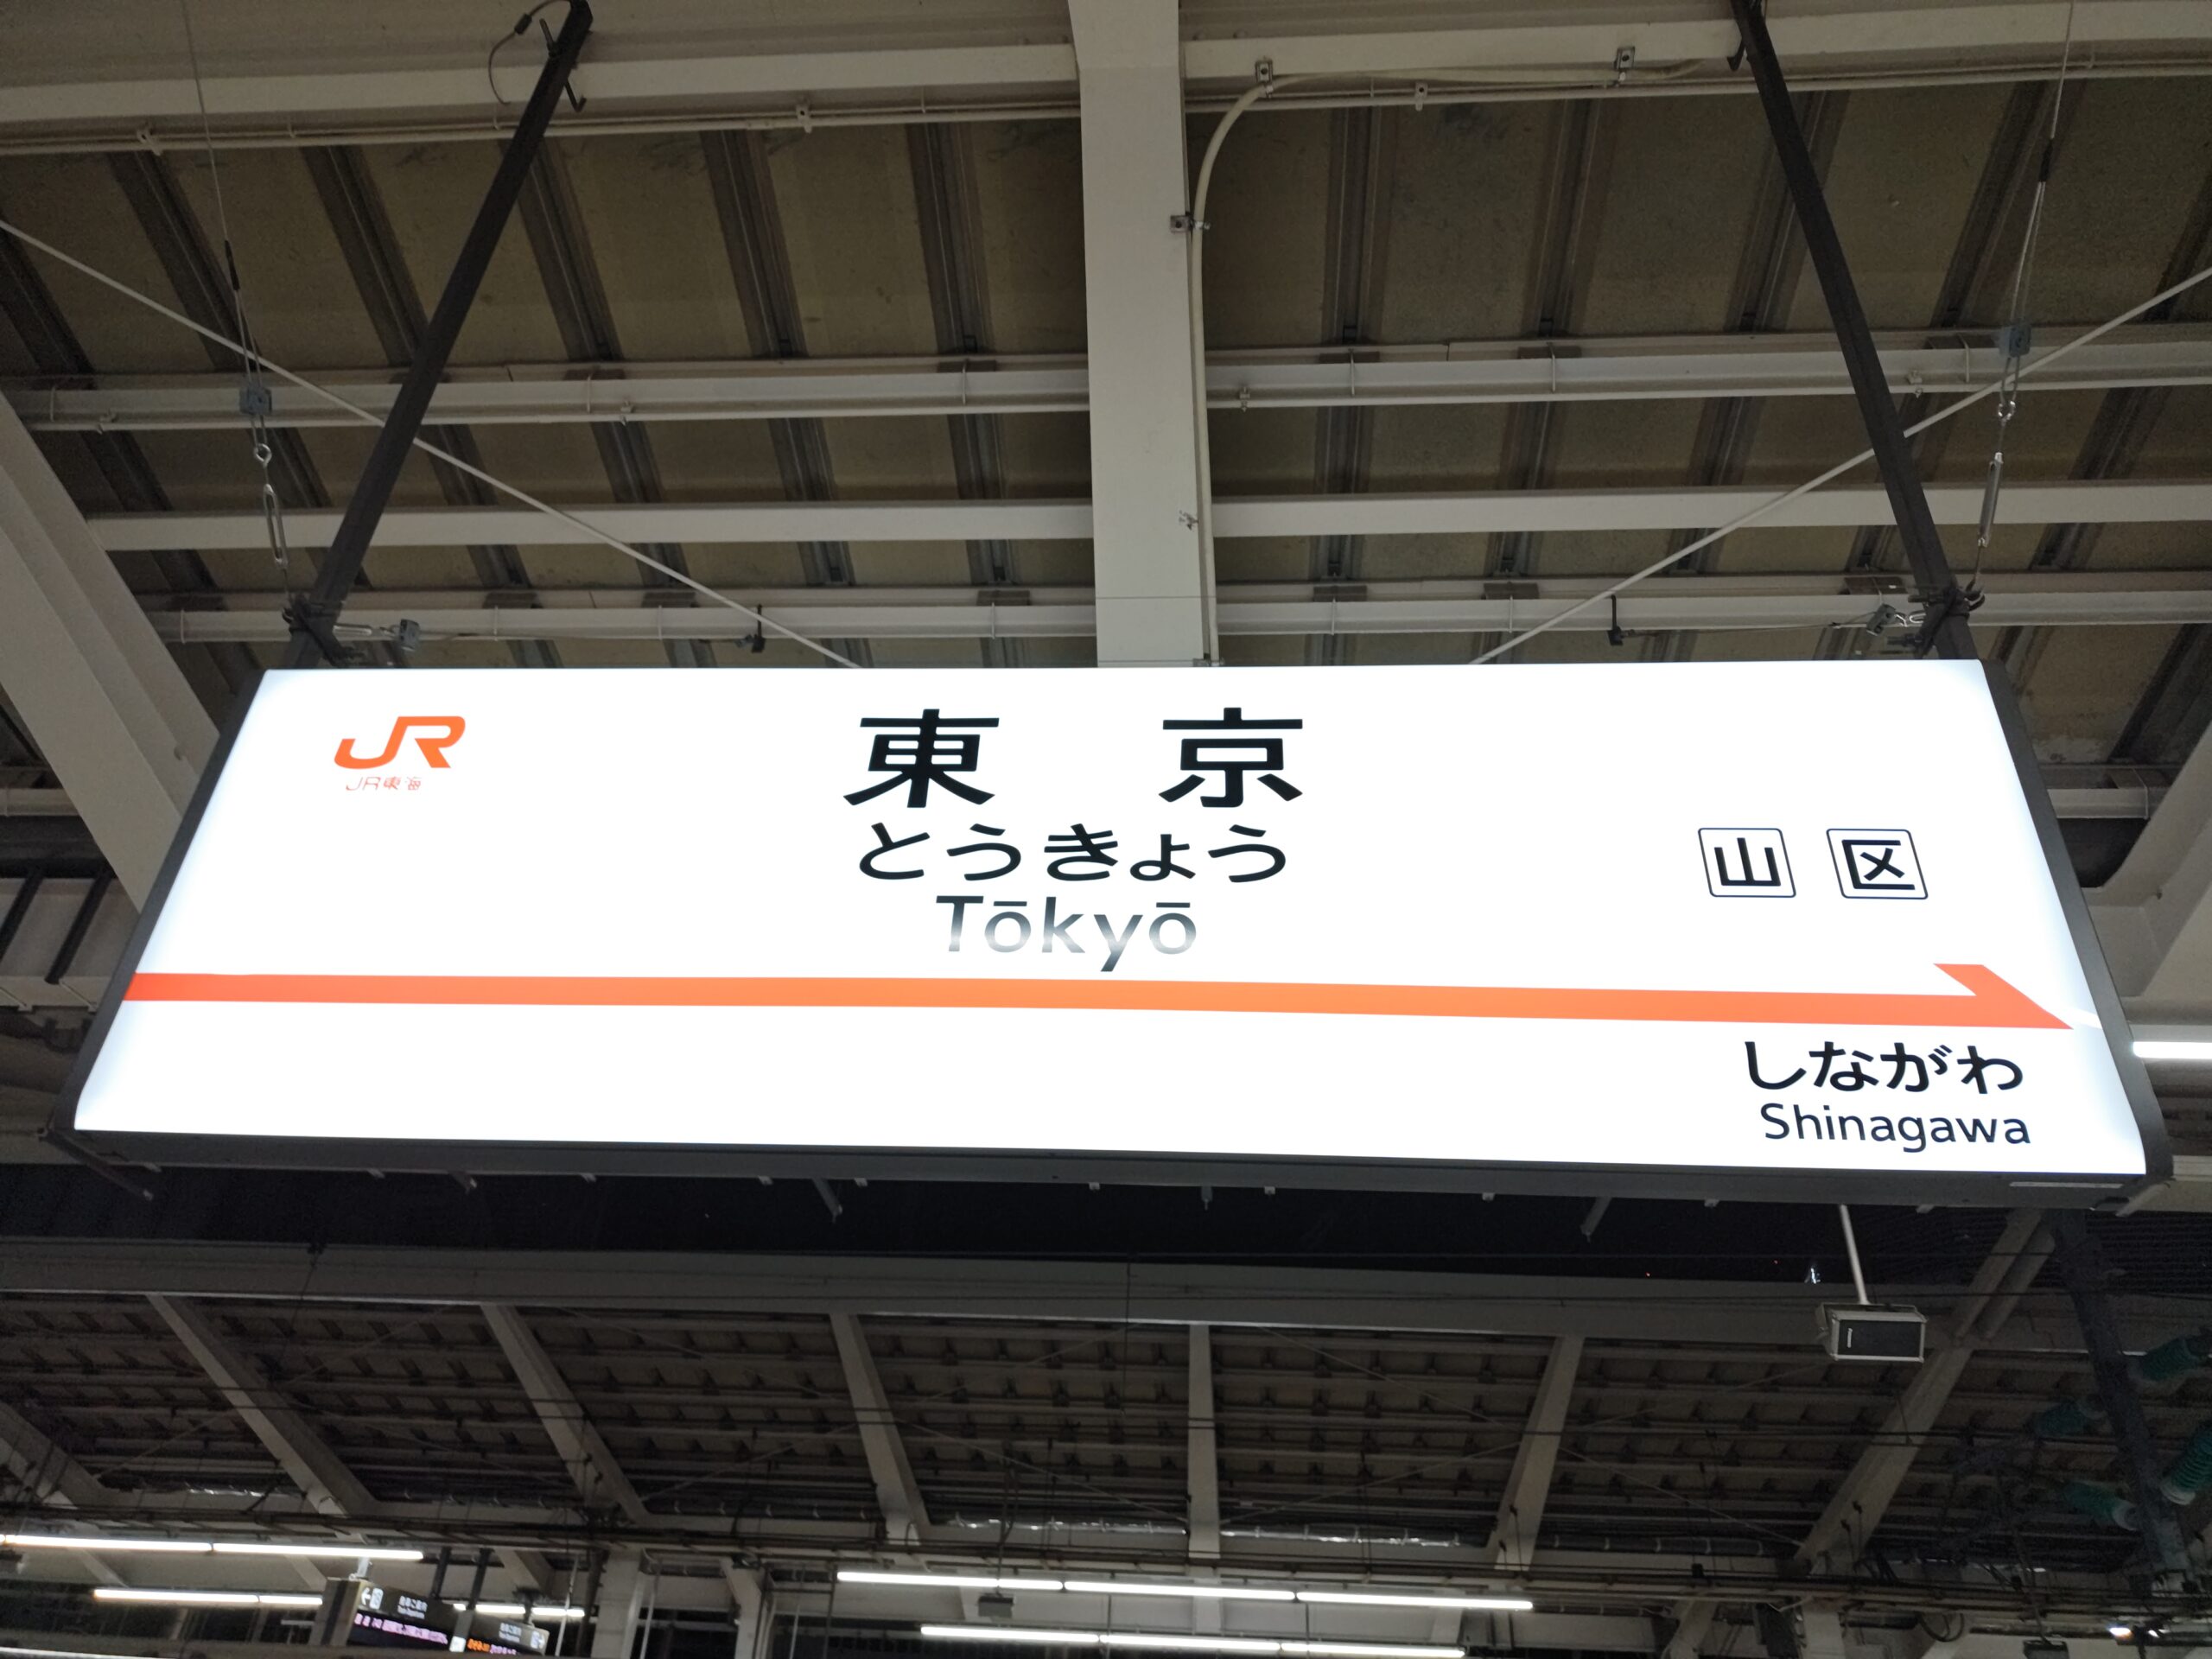 JR
JR東海
東京
とうきょう
Tōkyō
山 区
しながわ
Shinagawa